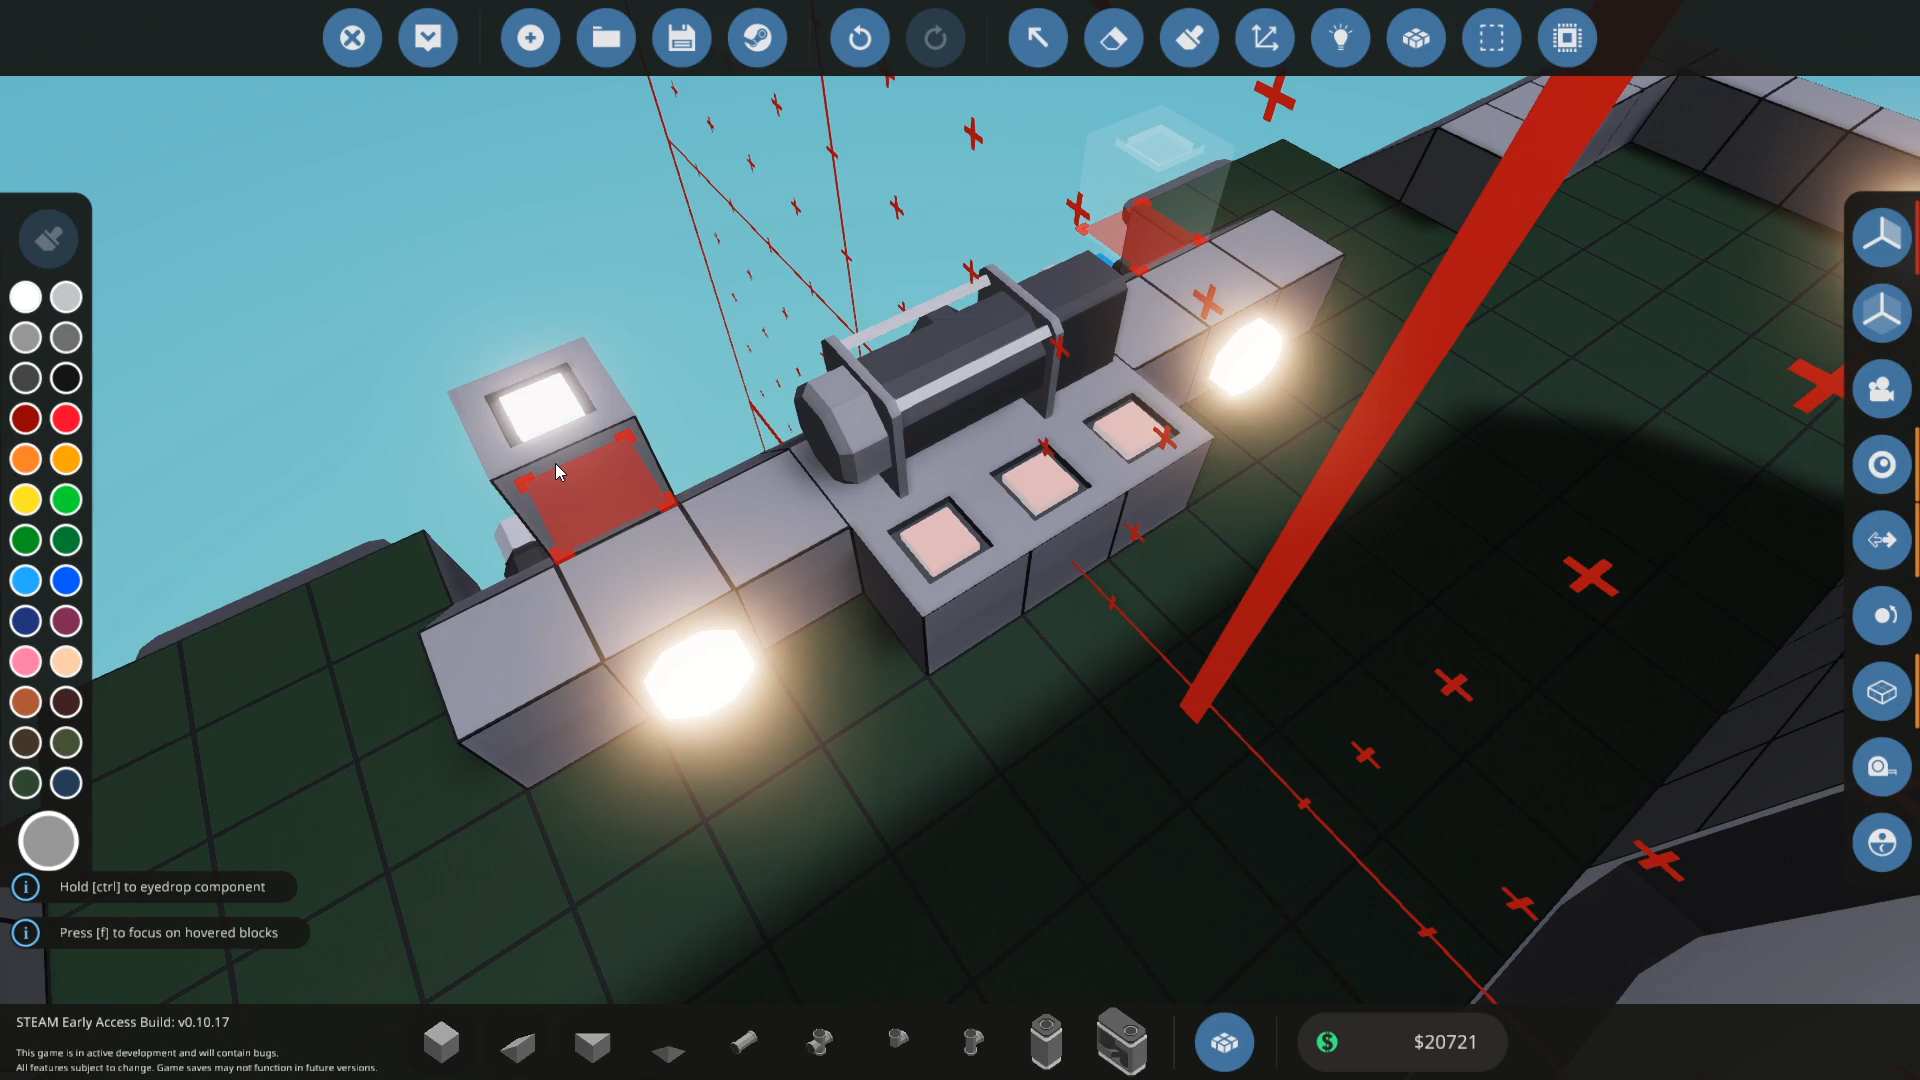 Hold [ctrl] to eyedrop component
Press [f] to focus on hovered blocks
STEAM Early Access Build: v0.10.17
This game is in active development and will contain bugs.
All features subject to change. Game saves may not function in future versions.
$20721